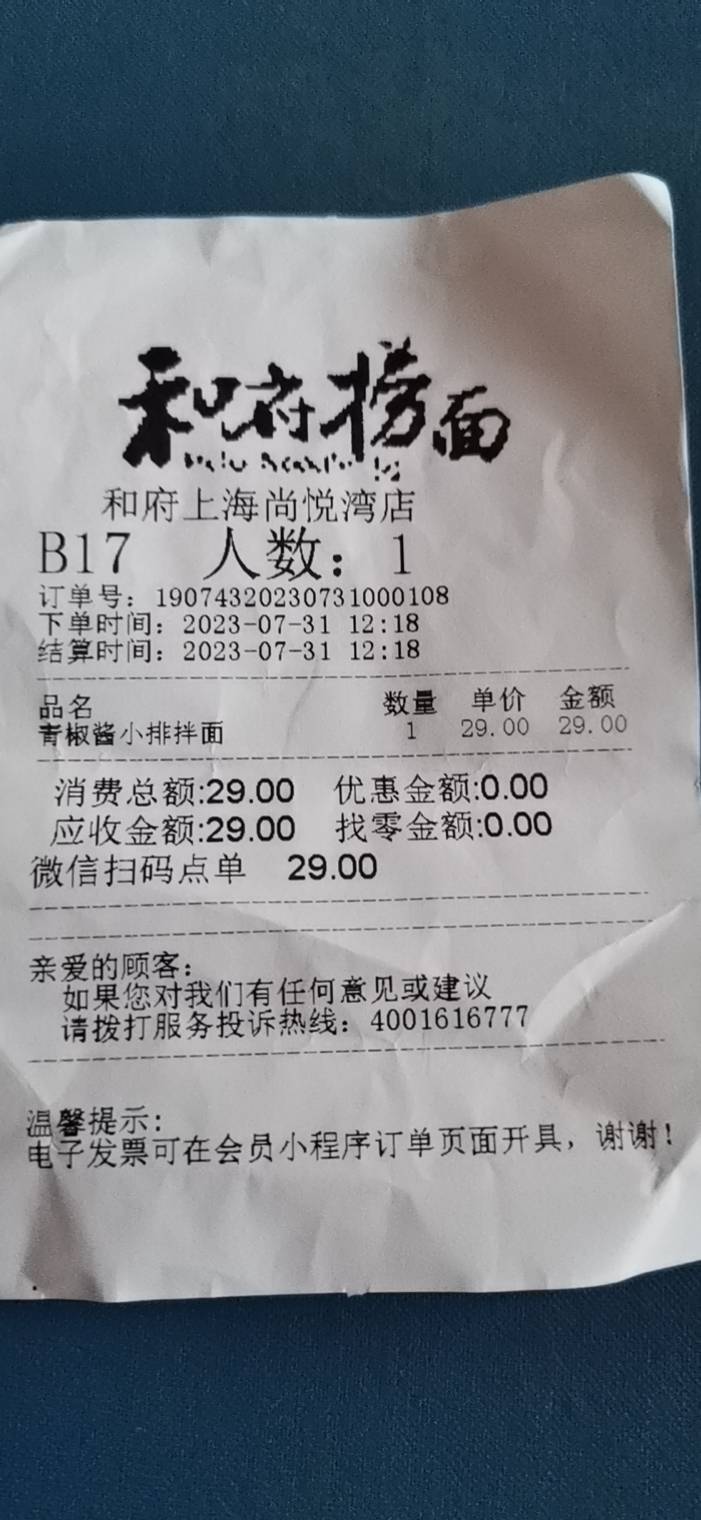 和府捞面
和府上海尚悦湾店
B17 人数：1
订单号：19074320230731000108
下单时间：2023-07-31 12:18
结算时间：2023-07-31 12:18
品名 数量 单价 金额
青椒酱小排拌面 1 29.00 29.00
消费总额:29.00 优惠金额:0.00
应收金额:29.00 找零金额:0.00
微信扫码点单 29.00
亲爱的顾客：
如果您对我们有任何意见或建议
请拨打服务投诉热线：4001616777
温馨提示：
电子发票可在会员小程序订单页面开具，谢谢！